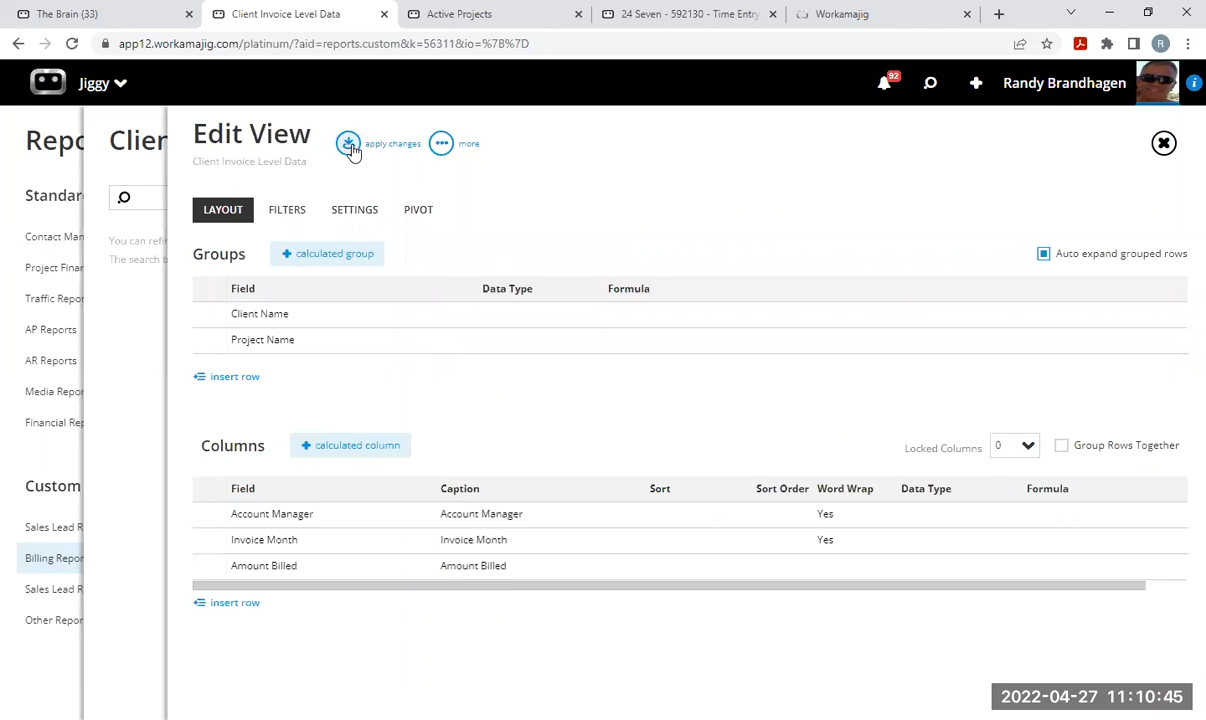 The Brain (33)
Client Invoice Level Data
Active Projects
24 Seven - 592130 - Time Entry
Workamajig
app12.workamajig.com/platinum/?aid=reports.custom&k=56311&io=%7B%7D
R
Jiggy
92
Randy Brandhagen
i
Repo
Clier
Edit View
apply changes
more
Client Invoice Level Data
Standar
LAYOUT
FILTERS
SETTINGS
PIVOT
Contact Man
You can refi
The search b
Groups
calculated group
Auto expand grouped rows
Project Finan
Field
Data Type
Formula
Traffic Repor
Client Name
AP Reports
Project Name
AR Reports
insert row
Media Repor
Financial Rep
Columns
calculated column
Locked Columns
0
Group Rows Together
Custom
Field
Caption
Sort
Sort Order
Word Wrap
Data Type
Formula
Sales Lead R
Account Manager
Account Manager
Yes
Invoice Month
Invoice Month
Yes
Billing Repor
Amount Billed
Amount Billed
Sales Lead R
insert row
Other Repor
2022-04-27 11:10:45